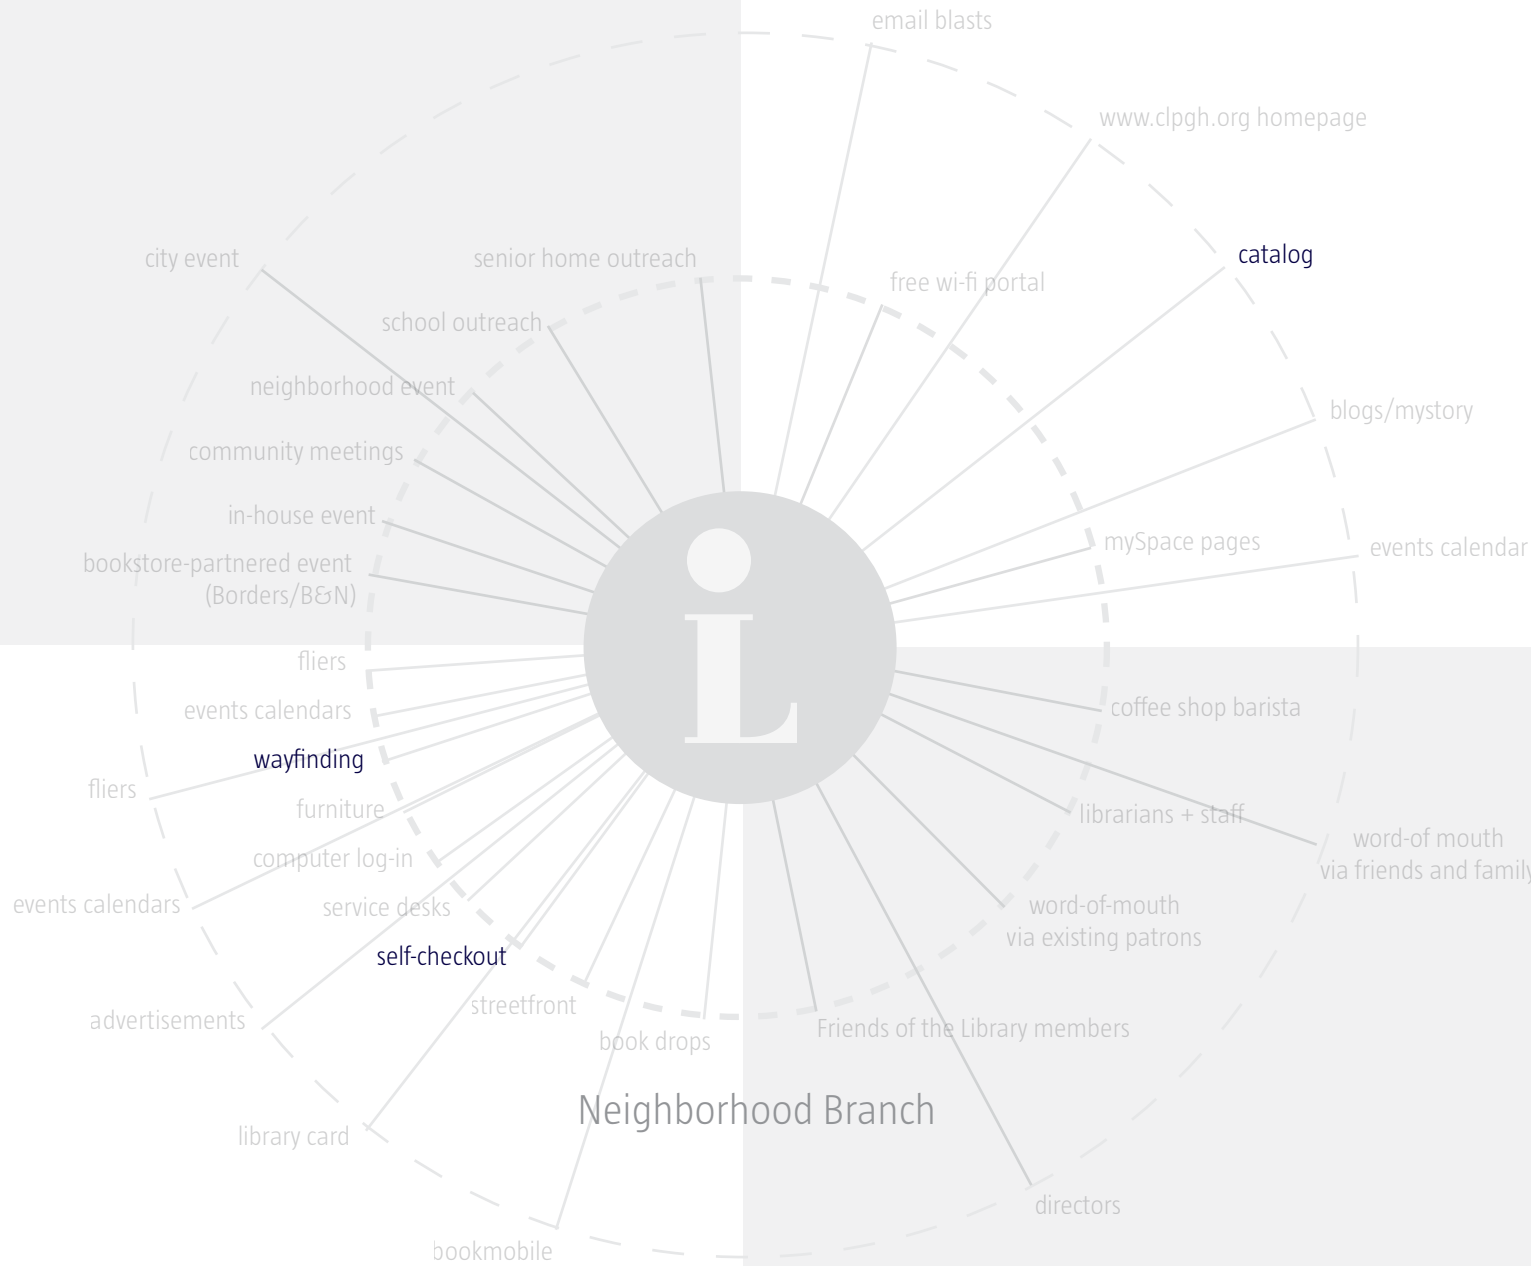 email blasts
www.clpgh.org homepage
catalog
city event
senior home outreach
free wi-fi portal
school outreach
neighborhood event
blogs/mystory
community meetings
in-house event
mySpace pages
events calendar
bookstore-partnered event
(Borders/B&N)
i
fliers
events calendars
coffee shop barista
wayfinding
fliers
furniture
librarians + staff
word-of mouth
via friends and family
computer log-in
events calendars
service desks
word-of-mouth
via existing patrons
self-checkout
streetfront
advertisements
book drops
Friends of the Library members
Neighborhood Branch
library card
directors
bookmobile